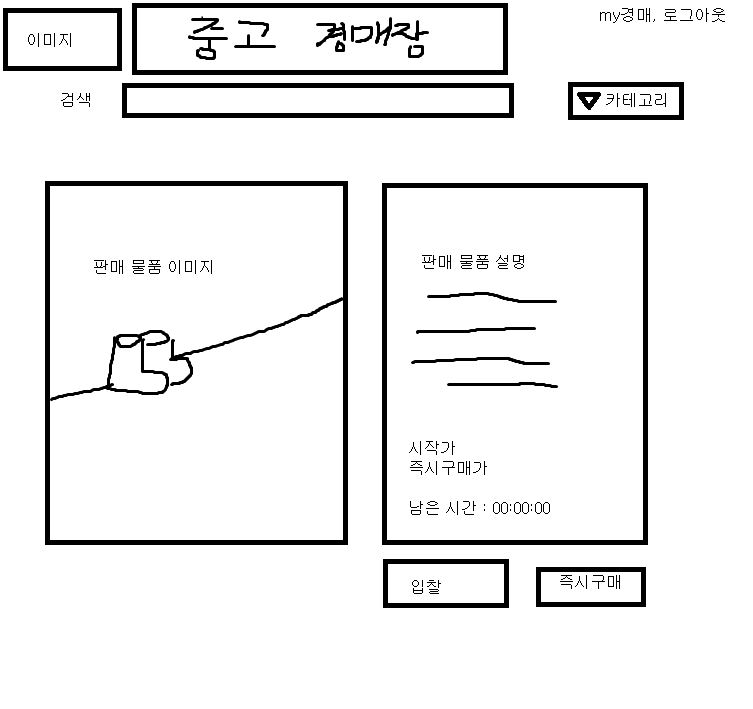 이미지
중고 경매장
my경매, 로그아웃
검색
카테고리
판매 물품 이미지
판매 물품 설명
시작가
즉시구매가
남은 시간 : 00:00:00
입찰
즉시구매